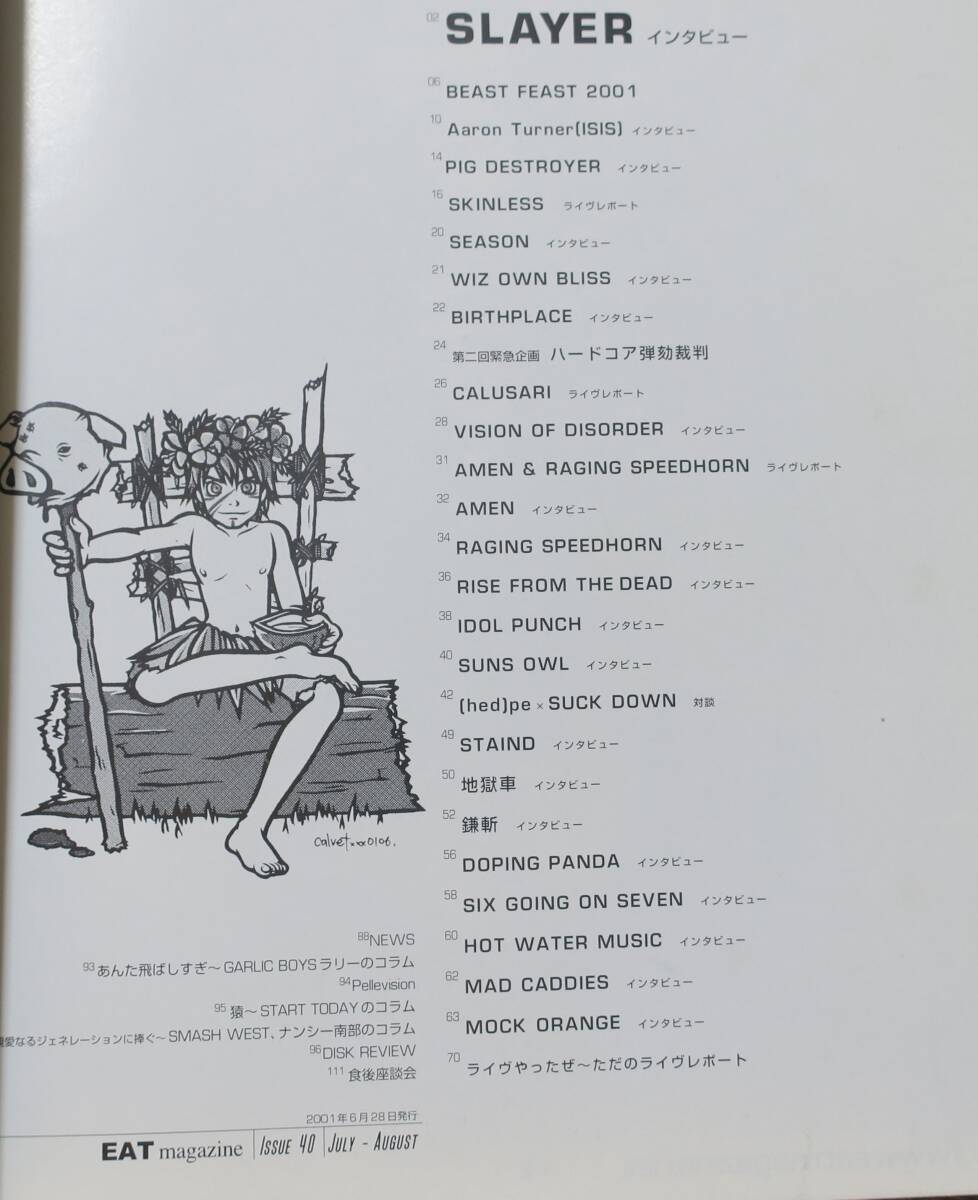 02 SLAYER インタビュー
06 BEAST FEAST 2001
10 Aaron Turner(ISIS) インタビュー
14 PIG DESTROYER インタビュー
16 SKINLESS ライヴレポート
20 SEASON インタビュー
21 WIZ OWN BLISS インタビュー
22 BIRTHPLACE インタビュー
24 第二回緊急企画 ハードコア弾劾裁判
26 CALUSARI ライヴレポート
28 VISION OF DISORDER インタビュー
31 AMEN & RAGING SPEEDHORN ライヴレポート
32 AMEN インタビュー
34 RAGING SPEEDHORN インタビュー
36 RISE FROM THE DEAD インタビュー
38 IDOL PUNCH インタビュー
40 SUNS OWL インタビュー
42 (hed)pe × SUCK DOWN 対談
49 STAIND インタビュー
50 地獄車 インタビュー
52 鎌斬 インタビュー
56 DOPING PANDA インタビュー
58 SIX GOING ON SEVEN インタビュー
60 HOT WATER MUSIC インタビュー
62 MAD CADDIES インタビュー
63 MOCK ORANGE インタビュー
70 ライヴやったぜ～ただのライヴレポート
calvet xx0106.
88 NEWS
93 あんた飛ばしすぎ～GARLIC BOYSラリーのコラム
94 Pellevision
95 猿～START TODAYのコラム
愛なるジェネレーションに捧ぐ～SMASH WEST、ナンシー南部のコラム
96 DISK REVIEW
111 食後座談会
2001年6月28日発行
EAT magazine ISSUE 40 JULY - AUGUST